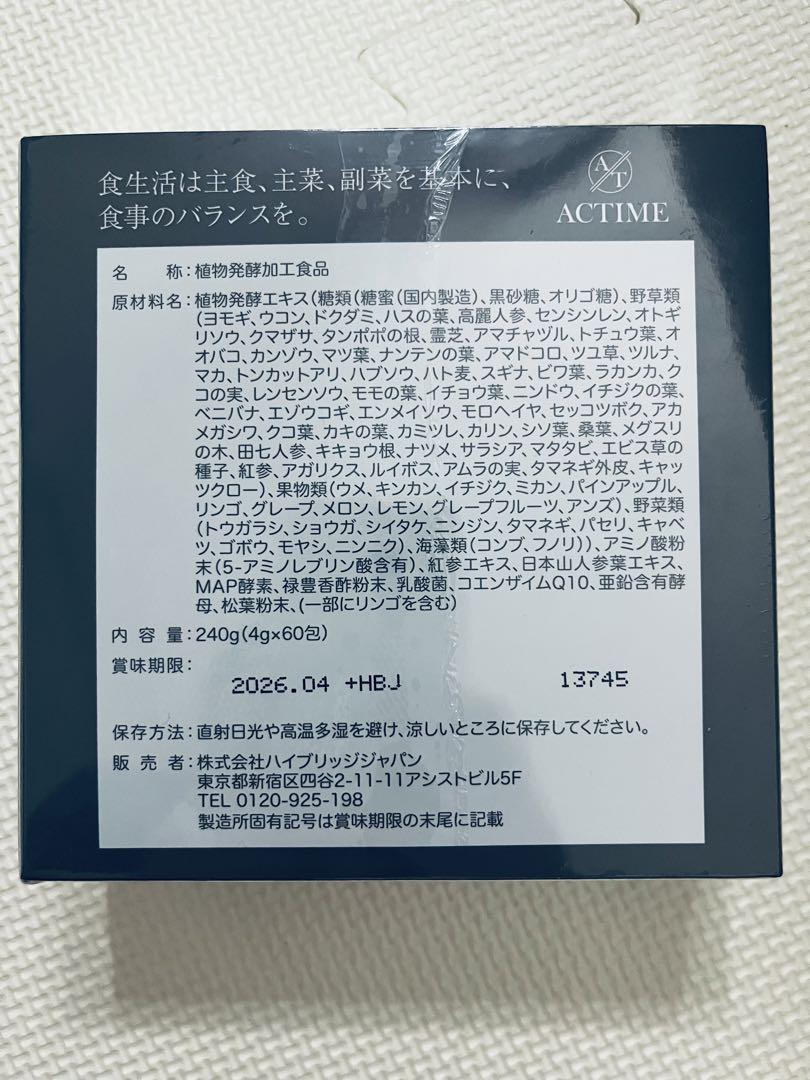 食生活は主食、主菜、副菜を基本に、
食事のバランスを。
AT
ACTIME
名 称：植物発酵加工食品
原材料名：植物発酵エキス（糖類（糖蜜（国内製造）、黒砂糖、オリゴ糖）、野草類
（ヨモギ、ウコン、ドクダミ、ハスの葉、高麗人参、センシンレン、オトギ
リソウ、クマザサ、タンポポの根、霊芝、アマチャヅル、トチュウ葉、オ
オバコ、カンゾウ、マツ葉、ナンテンの葉、アマドコロ、ツユ草、ツルナ、
マカ、トンカットアリ、ハブソウ、ハト麦、スギナ、ビワ葉、ラカンカ、ク
コの実、レンセンソウ、モモの葉、イチョウ葉、ニンドウ、イチジクの葉、
ベニバナ、エゾウコギ、エンメイソウ、モロヘイヤ、セッコツボク、アカ
メガシワ、クコ葉、カキの葉、カミツレ、カリン、シソ葉、桑葉、メグスリ
の木、田七人参、キキョウ根、ナツメ、サラシア、マタタビ、エビス草の
種子、紅参、アガリクス、ルイボス、アムラの実、タマネギ外皮、キャッ
ツクロー）、果物類（ウメ、キンカン、イチジク、ミカン、パインアップル、
リンゴ、グレープ、メロン、レモン、グレープフルーツ、アンズ）、野菜類
（トウガラシ、ショウガ、シイタケ、ニンジン、タマネギ、パセリ、キャベ
ツ、ゴボウ、モヤシ、ニンニク）、海藻類（コンブ、フノリ））、アミノ酸粉
末（5-アミノレブリン酸含有）、紅参エキス、日本山人参葉エキス、
MAP酵素、禄豊香酢粉末、乳酸菌、コエンザイムQ10、亜鉛含有酵
母、松葉粉末、（一部にリンゴを含む）
内 容 量：240g（4g×60包）
賞味期限：
2026.04 +HBJ 13745
保存方法：直射日光や高温多湿を避け、涼しいところに保存してください。
販 売 者：株式会社ハイブリッジジャパン
東京都新宿区四谷2-11-11アシストビル5F
TEL 0120-925-198
製造所固有記号は賞味期限の末尾に記載